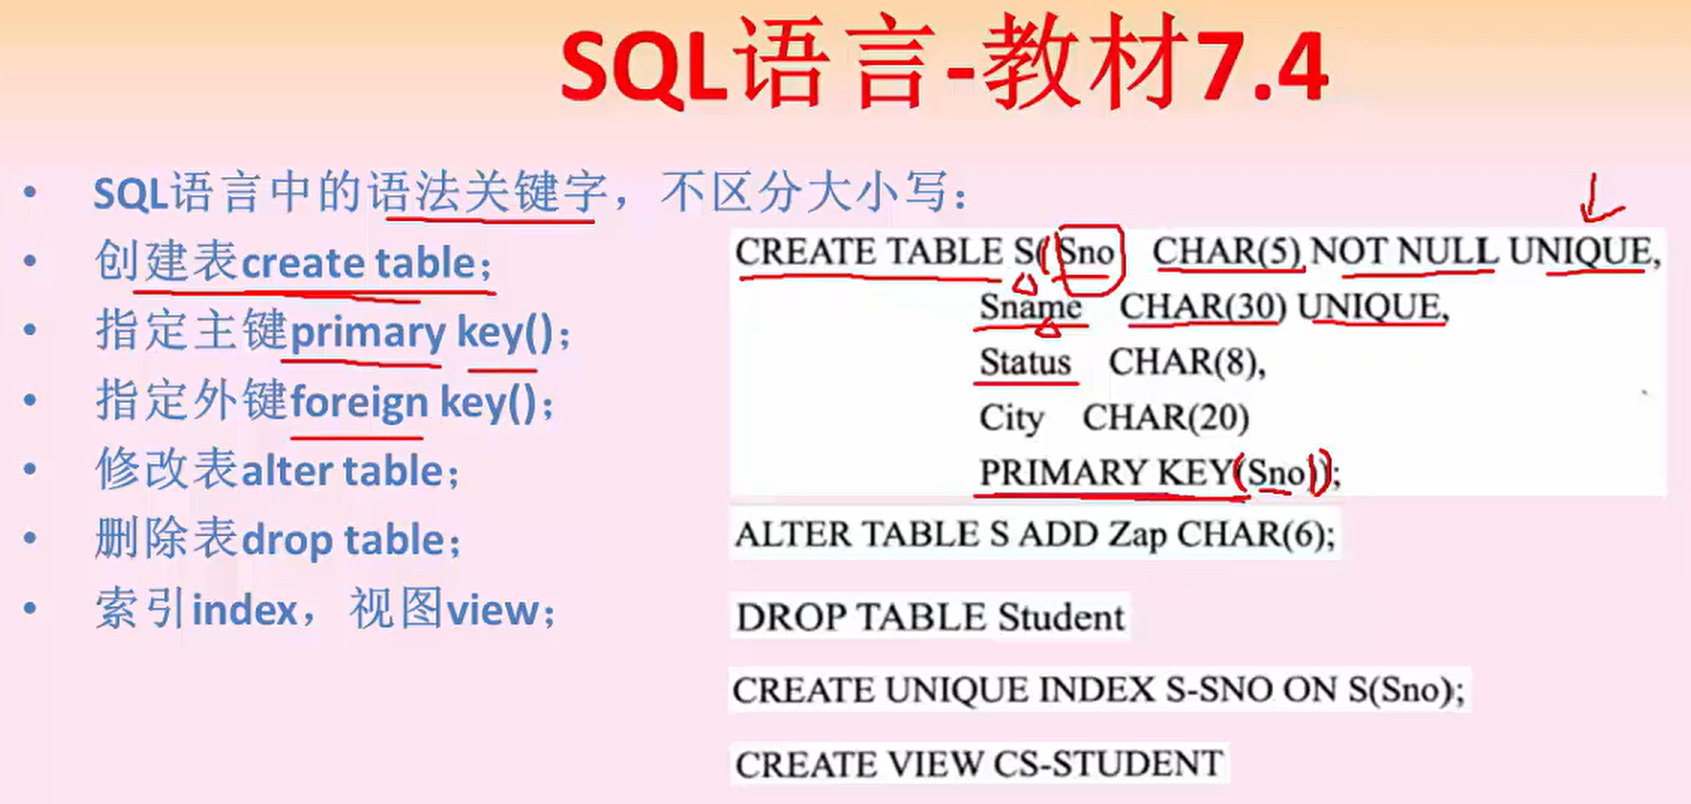 SQL语言-教材7.4
• SQL语言中的语法关键字，不区分大小写：
• 创建表create table；
• 指定主键primary key()；
• 指定外键foreign key()；
• 修改表alter table；
• 删除表drop table；
• 索引index，视图view；
CREATE TABLE S( Sno CHAR(5) NOT NULL UNIQUE,
Sname CHAR(30) UNIQUE,
Status CHAR(8),
City CHAR(20)
PRIMARY KEY(Sno));
ALTER TABLE S ADD Zap CHAR(6);
DROP TABLE Student
CREATE UNIQUE INDEX S-SNO ON S(Sno);
CREATE VIEW CS-STUDENT